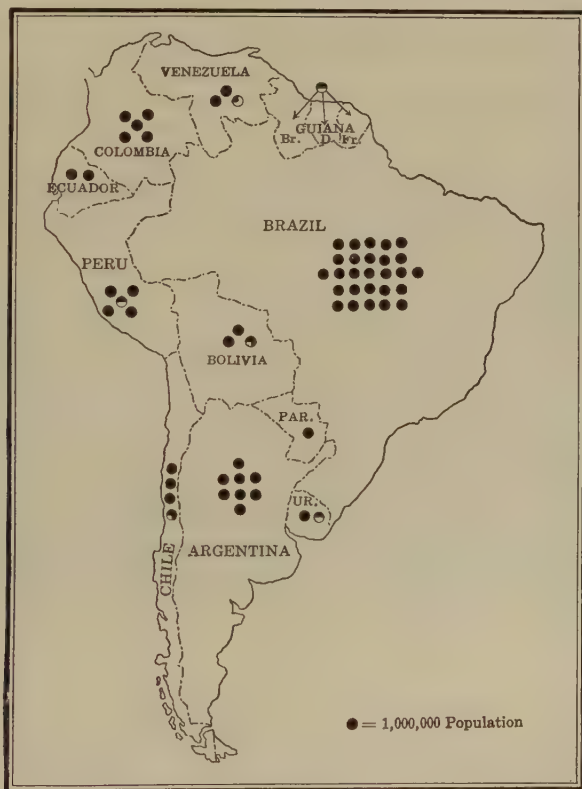 VENEZUELA
GUIANA
Br. D. Fr.
COLOMBIA
ECUADOR
BRAZIL
PERU
BOLIVIA
PAR.
UR.
ARGENTINA
CHILE
= 1,000,000 Population